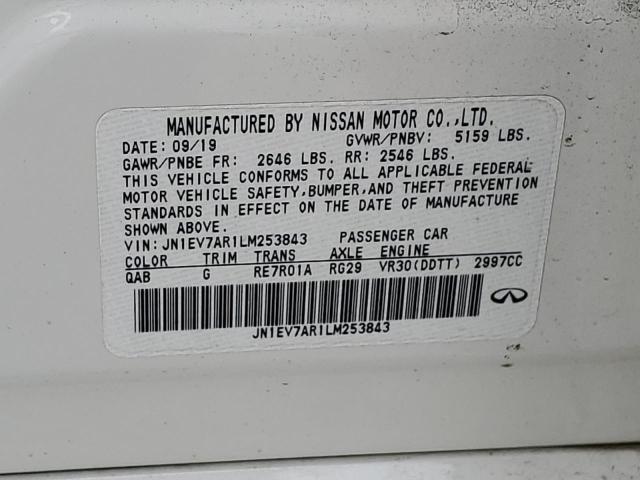 MANUFACTURED BY NISSAN MOTOR CO.,LTD.
DATE: 09/19 GVWR/PNBV: 5159 LBS.
GAWR/PNBE FR: 2646 LBS. RR: 2546 LBS.
THIS VEHICLE CONFORMS TO ALL APPLICABLE FEDERAL
MOTOR VEHICLE SAFETY,BUMPER,AND THEFT PREVENTION
STANDARDS IN EFFECT ON THE DATE OF MANUFACTURE
SHOWN ABOVE.
VIN: JN1EV7AR1LM253843 PASSENGER CAR
COLOR TRIM TRANS AXLE ENGINE
QAB G RE7R01A RG29 VR30(DDTT) 2997CC
JN1EV7AR1LM253843